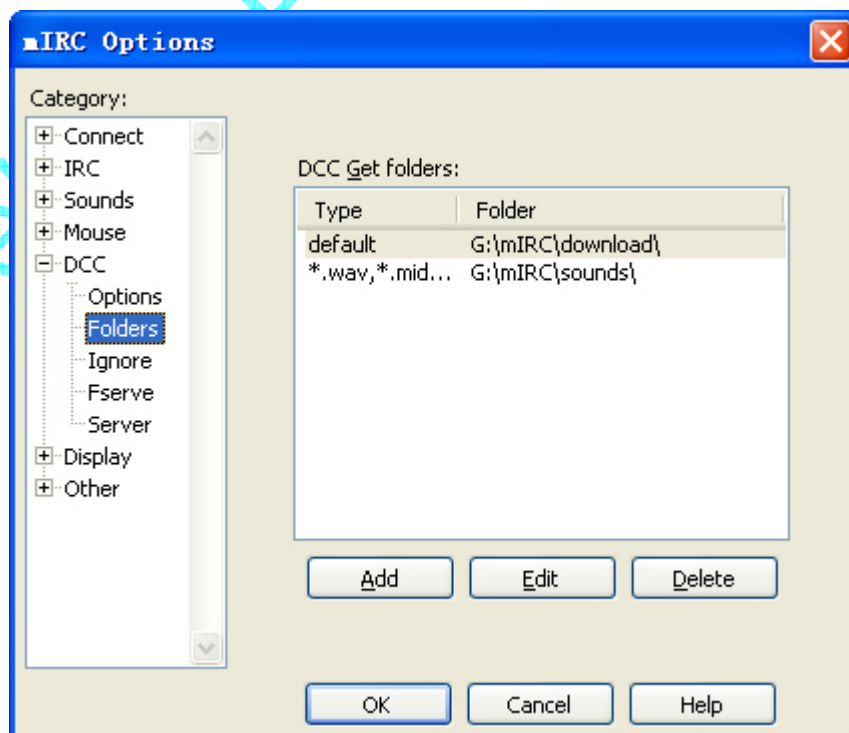 mIRC Options
Category:
Connect
IRC
Sounds
Mouse
DCC
Options
Folders
Ignore
Fserve
Server
Display
Other
DCC Get folders:
Type Folder
default G:\mIRC\download\
*.wav,*.mid... G:\mIRC\sounds\
Add Edit Delete
OK Cancel Help